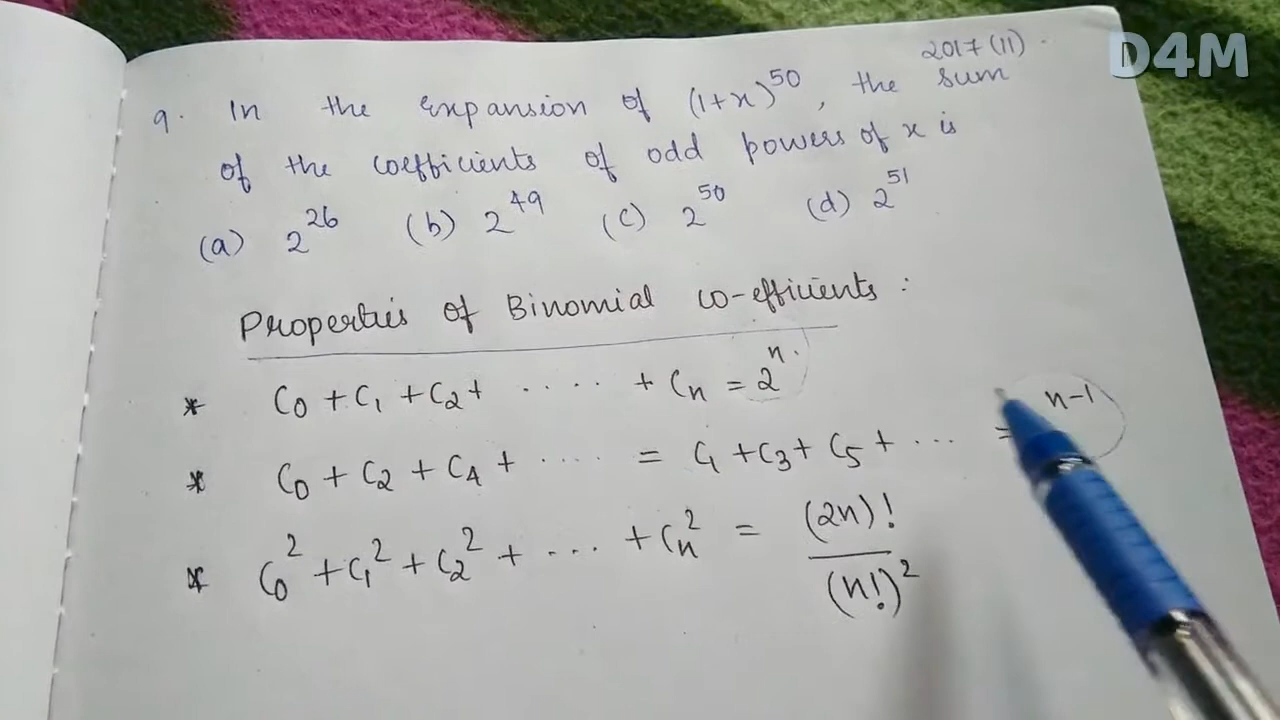 2017 (11).
D4M
9. In the expansion of (1+x)^50, the sum
of the coefficients of odd powers of x is
(a) 2^26 (b) 2^49 (c) 2^50 (d) 2^51
Properties of Binomial co-efficients :
* C0 + C1 + C2 + ..... + Cn = 2^n.
* C0 + C2 + C4 + ..... = C1 + C3 + C5 + ... = n-1
* C0^2 + C1^2 + C2^2 + .... + Cn^2 = (2n)! / (n!)^2